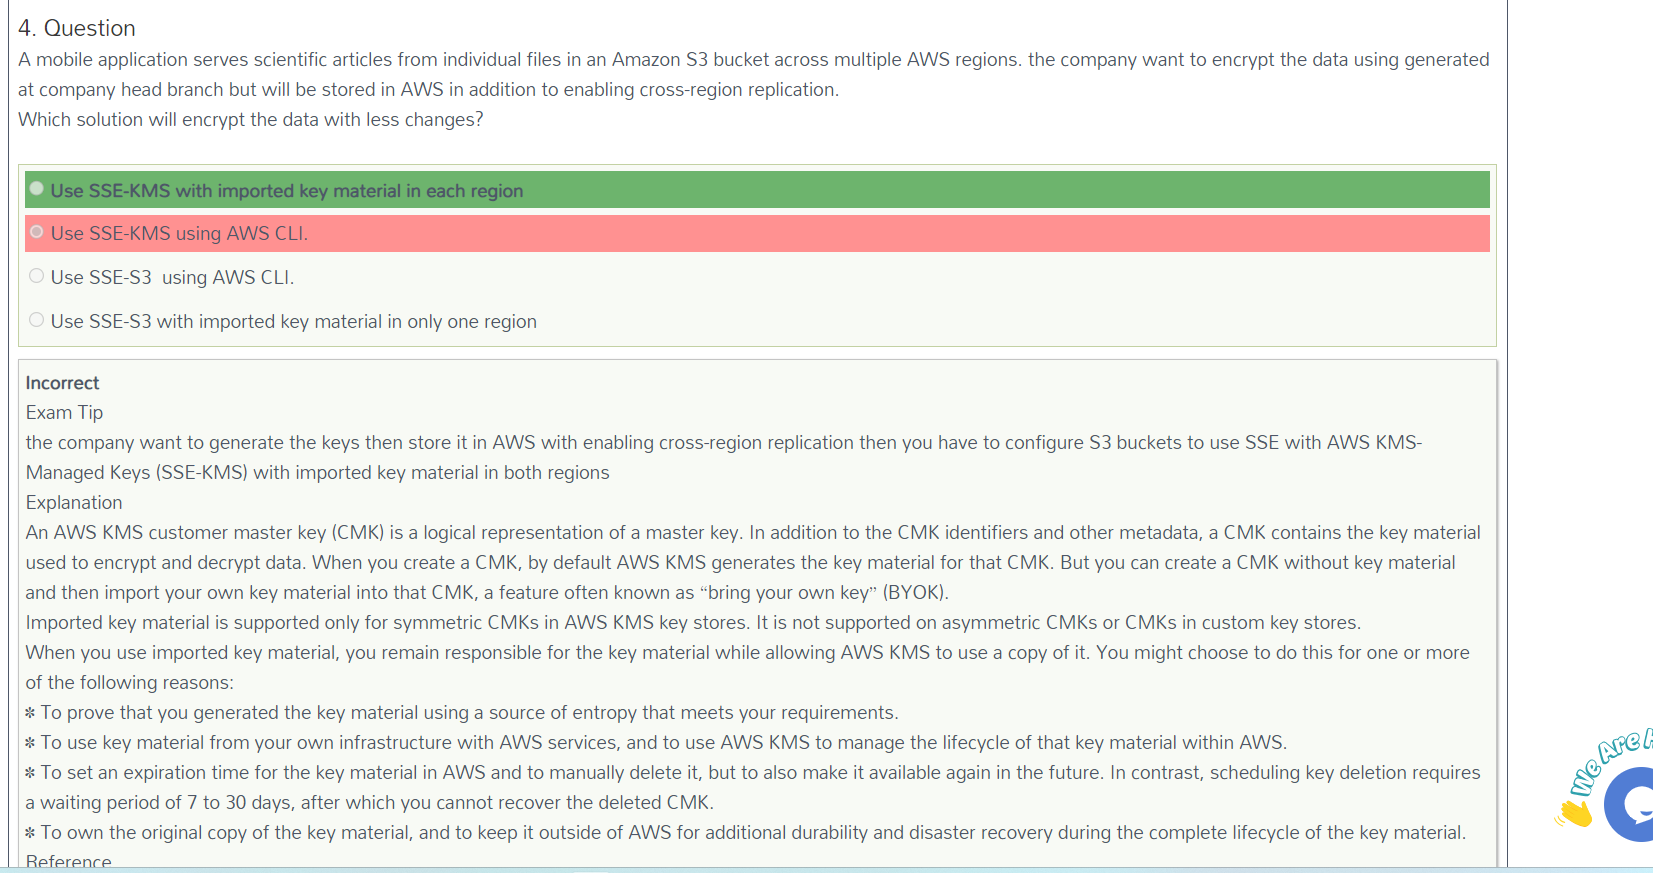 4. Question
A mobile application serves scientific articles from individual files in an Amazon S3 bucket across multiple AWS regions. the company want to encrypt the data using generated
at company head branch but will be stored in AWS in addition to enabling cross-region replication.
Which solution will encrypt the data with less changes?
Use SSE-KMS with imported key material in each region
Use SSE-KMS using AWS CLI.
Use SSE-S3  using AWS CLI.
Use SSE-S3 with imported key material in only one region
Incorrect
Exam Tip
the company want to generate the keys then store it in AWS with enabling cross-region replication then you have to configure S3 buckets to use SSE with AWS KMS-
Managed Keys (SSE-KMS) with imported key material in both regions
Explanation
An AWS KMS customer master key (CMK) is a logical representation of a master key. In addition to the CMK identifiers and other metadata, a CMK contains the key material
used to encrypt and decrypt data. When you create a CMK, by default AWS KMS generates the key material for that CMK. But you can create a CMK without key material
and then import your own key material into that CMK, a feature often known as “bring your own key” (BYOK).
Imported key material is supported only for symmetric CMKs in AWS KMS key stores. It is not supported on asymmetric CMKs or CMKs in custom key stores.
When you use imported key material, you remain responsible for the key material while allowing AWS KMS to use a copy of it. You might choose to do this for one or more
of the following reasons:
✻ To prove that you generated the key material using a source of entropy that meets your requirements.
✻ To use key material from your own infrastructure with AWS services, and to use AWS KMS to manage the lifecycle of that key material within AWS.
✻ To set an expiration time for the key material in AWS and to manually delete it, but to also make it available again in the future. In contrast, scheduling key deletion requires
a waiting period of 7 to 30 days, after which you cannot recover the deleted CMK.
✻ To own the original copy of the key material, and to keep it outside of AWS for additional durability and disaster recovery during the complete lifecycle of the key material.
Reference
We Are